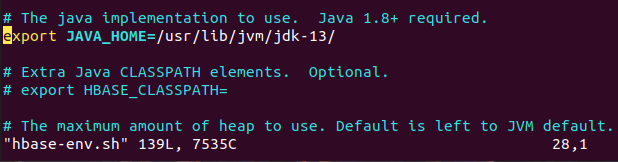 # The java implementation to use.  Java 1.8+ required.
export JAVA_HOME=/usr/lib/jvm/jdk-13/
# Extra Java CLASSPATH elements.  Optional.
# export HBASE_CLASSPATH=
# The maximum amount of heap to use. Default is left to JVM default.
"hbase-env.sh" 139L, 7535C 28,1